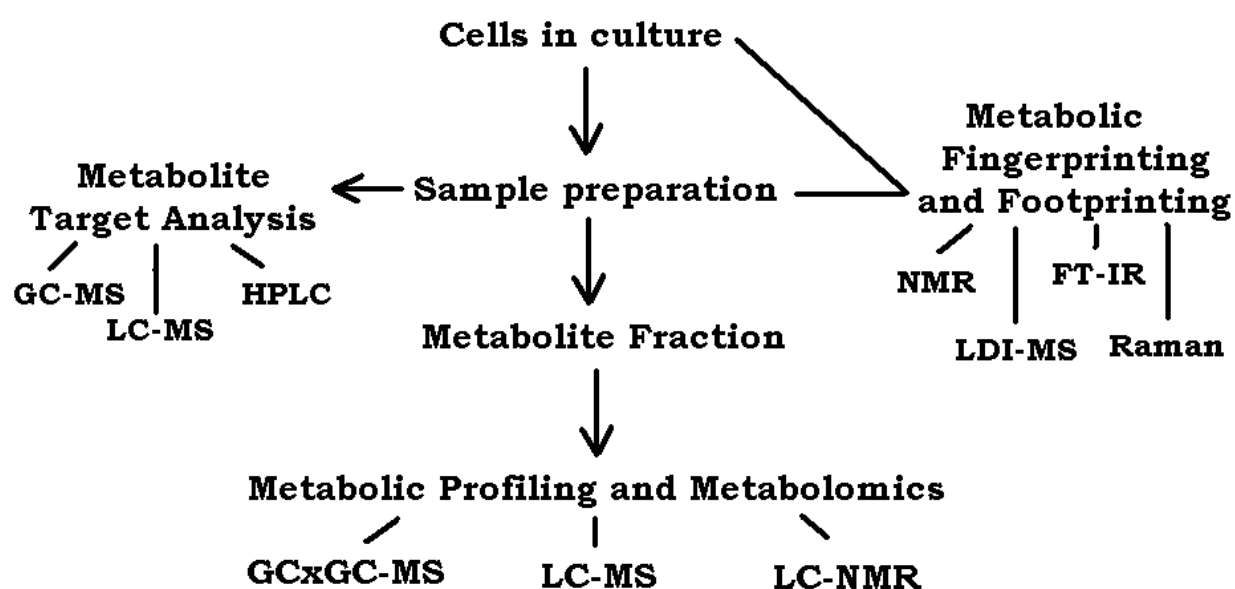 Cells in culture
Metabolic
Fingerprinting
and Footprinting
Metabolite
Target Analysis
Sample preparation
GC-MS
LC-MS
HPLC
NMR
LDI-MS
FT-IR
Raman
Metabolite Fraction
Metabolic Profiling and Metabolomics
GCxGC-MS
LC-MS
LC-NMR